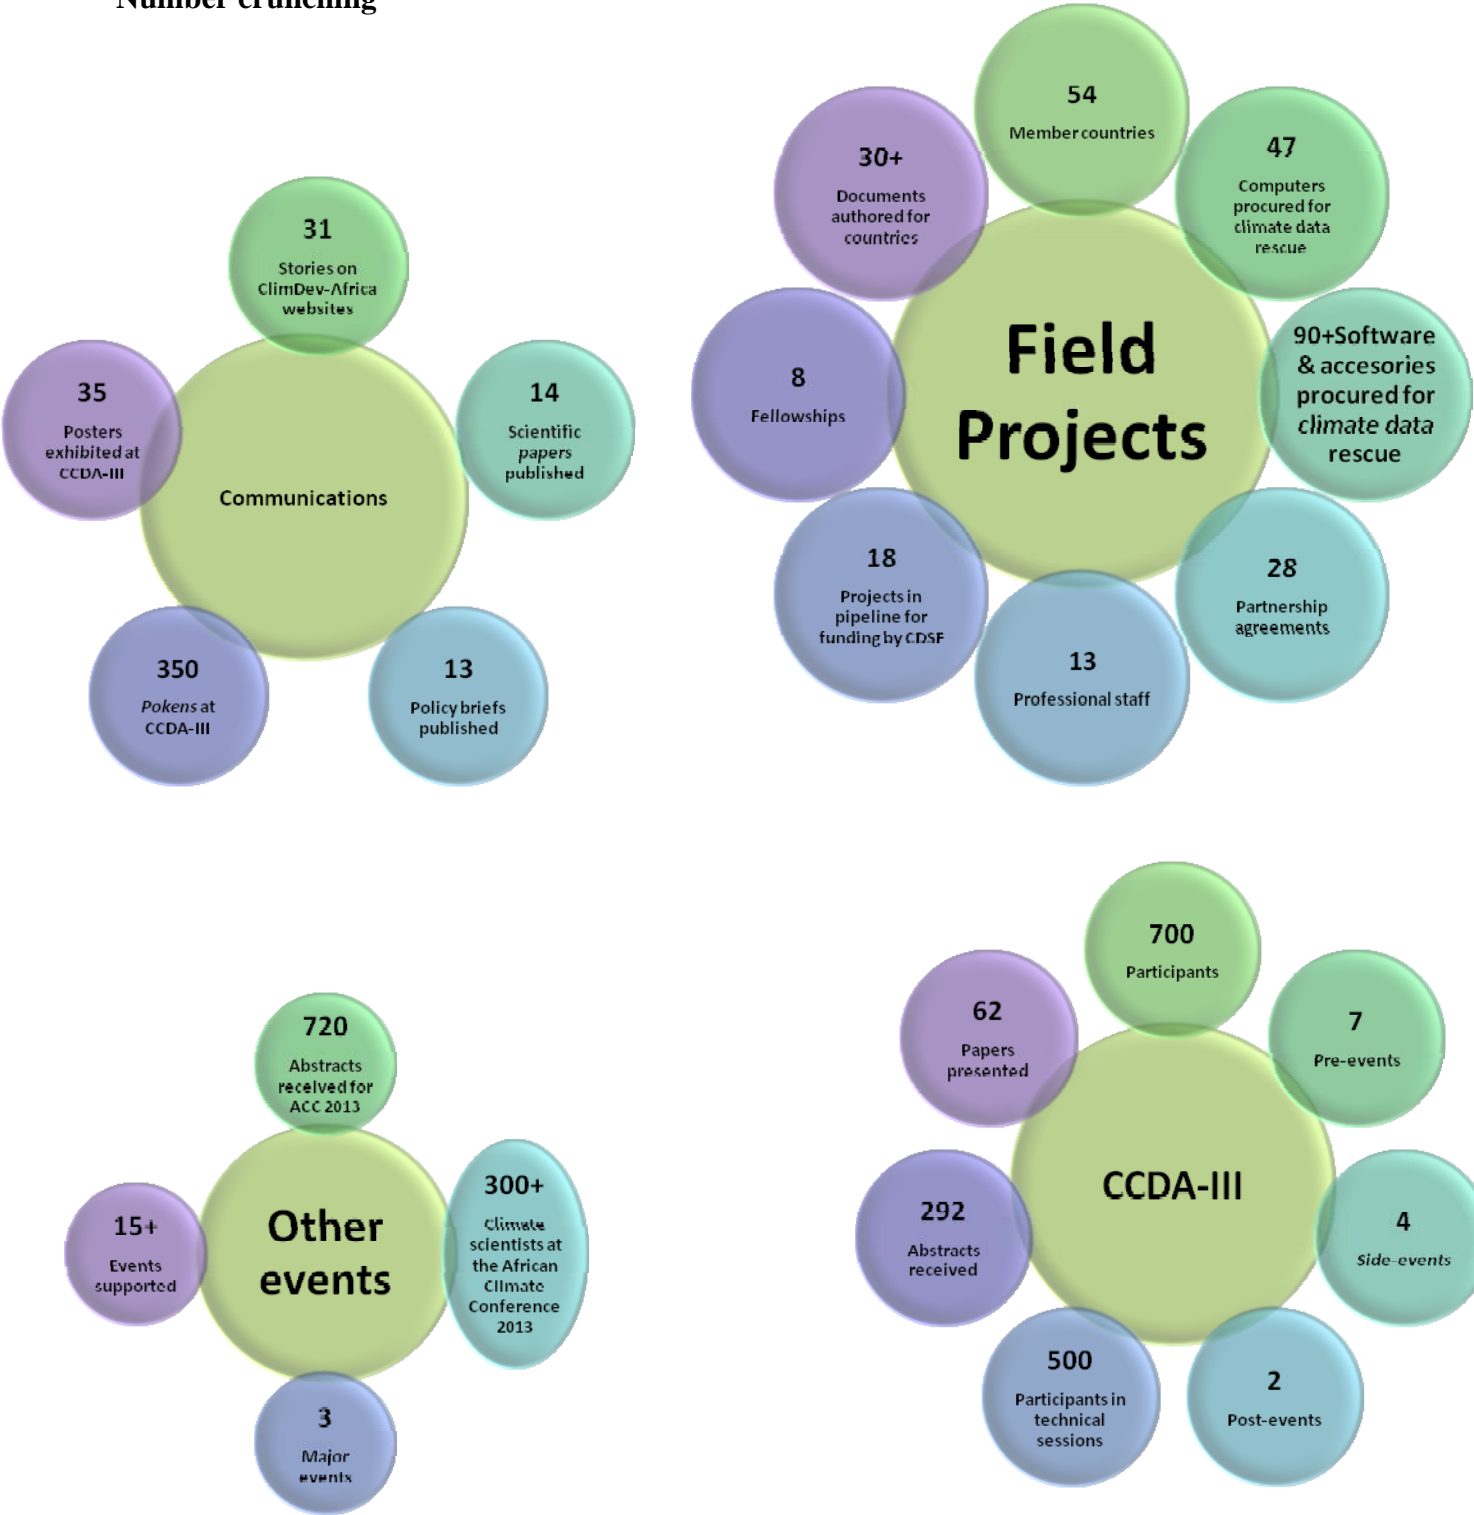 Number crunching
31
Stories on
ClimDev-Africa
websites
14
Scientific
papers
published
13
Policy briefs
published
350
Pokens at
CCDA-III
35
Posters
exhibited at
CCDA-III
Communications
54
Member countries
47
Computers
procured for
climate data
rescue
90+Software
& accesories
procured for
climate data
rescue
28
Partnership
agreements
13
Professional staff
18
Projects in
pipeline for
funding by CDSF
8
Fellowships
30+
Documents
authored for
countries
Field
Projects
720
Abstracts
received for
ACC 2013
300+
Climate
scientists at
the African
Climate
Conference
2013
3
Major
events
15+
Events
supported
Other
events
700
Participants
7
Pre-events
4
Side-events
2
Post-events
500
Participants in
technical
sessions
292
Abstracts
received
62
Papers
presented
CCDA-III